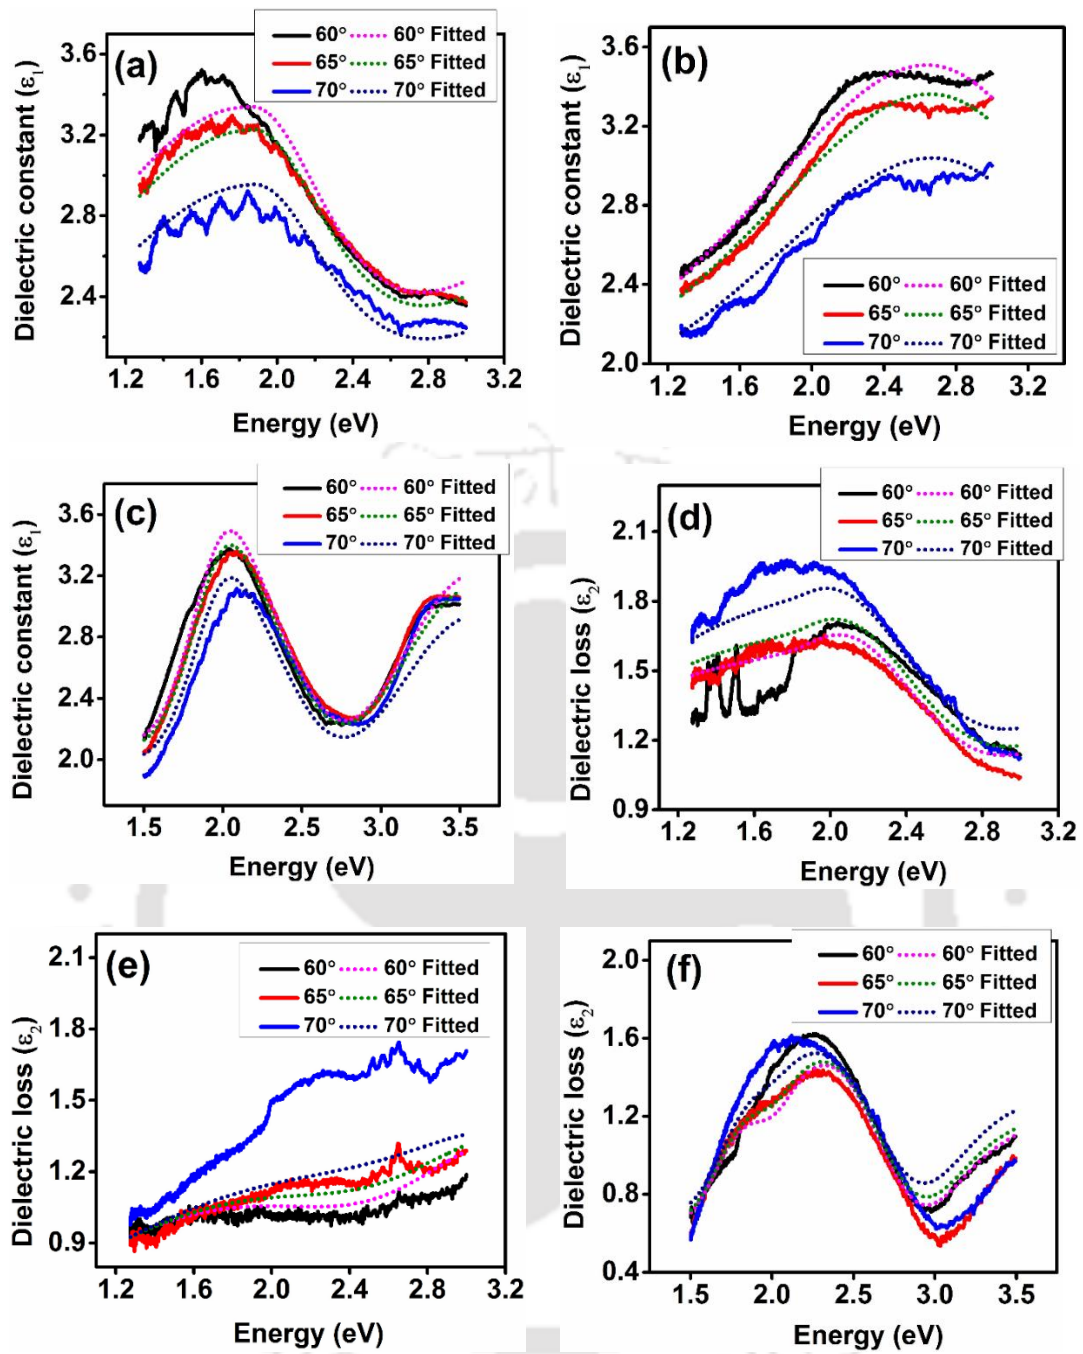 (a)
60° 60° Fitted
65° 65° Fitted
70° 70° Fitted
Dielectric constant (ε1)
3.6
3.2
2.8
2.4
1.2 1.6 2.0 2.4 2.8 3.2
Energy (eV)
(b)
Dielectric constant (ε1)
3.6
3.2
2.8
2.4
2.0
60° 60° Fitted
65° 65° Fitted
70° 70° Fitted
1.2 1.6 2.0 2.4 2.8 3.2
Energy (eV)
(c)
60° 60° Fitted
65° 65° Fitted
70° 70° Fitted
Dielectric constant (ε1)
3.6
3.2
2.8
2.4
2.0
1.5 2.0 2.5 3.0 3.5
Energy (eV)
(d)
60° 60° Fitted
65° 65° Fitted
70° 70° Fitted
Dielectric loss (ε2)
2.1
1.8
1.5
1.2
0.9
1.2 1.6 2.0 2.4 2.8 3.2
Energy (eV)
(e)
60° 60° Fitted
65° 65° Fitted
70° 70° Fitted
Dielectric loss (ε2)
2.1
1.8
1.5
1.2
0.9
1.2 1.6 2.0 2.4 2.8 3.2
Energy (eV)
(f)
60° 60° Fitted
65° 65° Fitted
70° 70° Fitted
Dielectric loss (ε2)
2.0
1.6
1.2
0.8
0.4
1.5 2.0 2.5 3.0 3.5
Energy (eV)